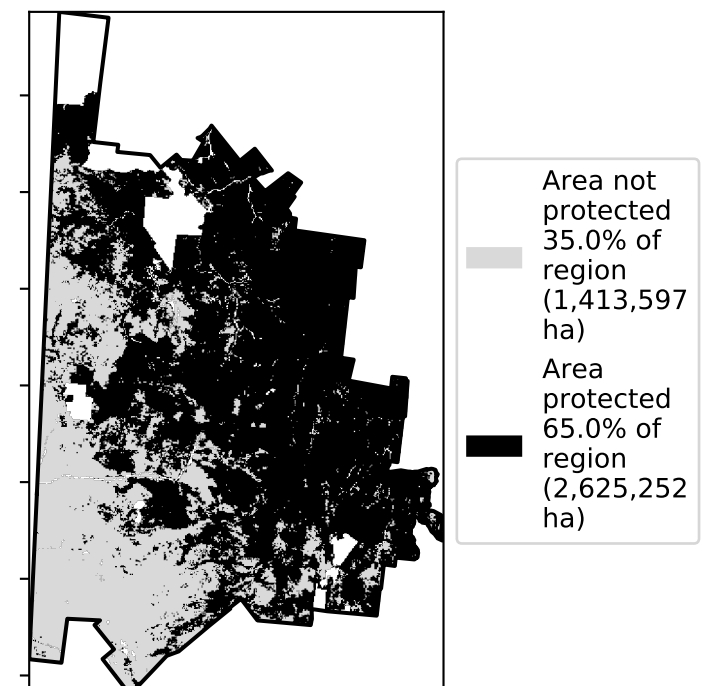 Area not
protected
35.0% of
region
(1,413,597
ha)
Area
protected
65.0% of
region
(2,625,252
ha)